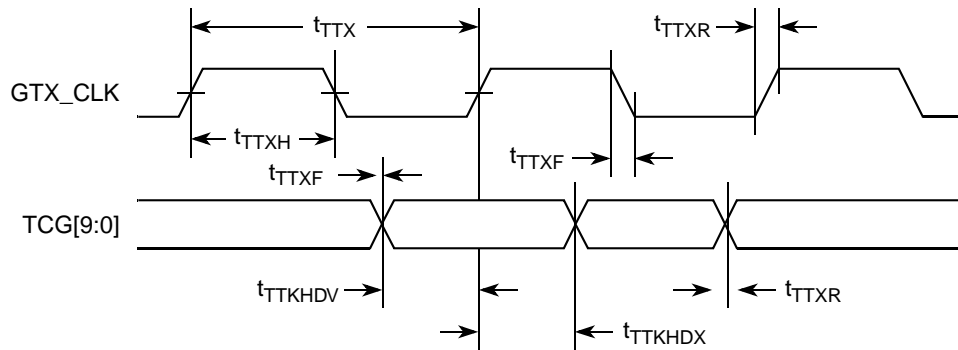 tTTX
tTTXR
GTX_CLK
tTTXH
tTTXF
tTTXF
TCG[9:0]
tTTKHDV
tTTXR
tTTKHDX